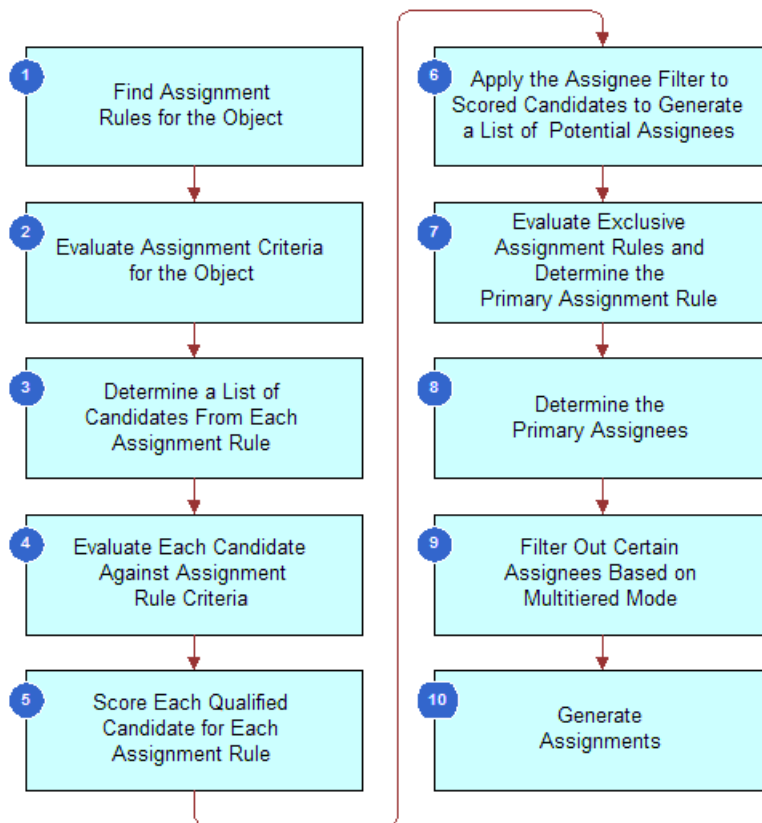 1
Find Assignment
Rules for the Object
2
Evaluate Assignment Criteria
for the Object
3
Determine a List of
Candidates From Each
Assignment Rule
4
Evaluate Each Candidate
Against Assignment
Rule Criteria
5
Score Each Qualified
Candidate for Each
Assignment Rule
6
Apply the Assignee Filter to
Scored Candidates to Generate
a List of Potential Assignees
7
Evaluate Exclusive
Assignment Rules and
Determine the
Primary Assignment Rule
8
Determine the
Primary Assignees
9
Filter Out Certain
Assignees Based on
Multitiered Mode
10
Generate
Assignments